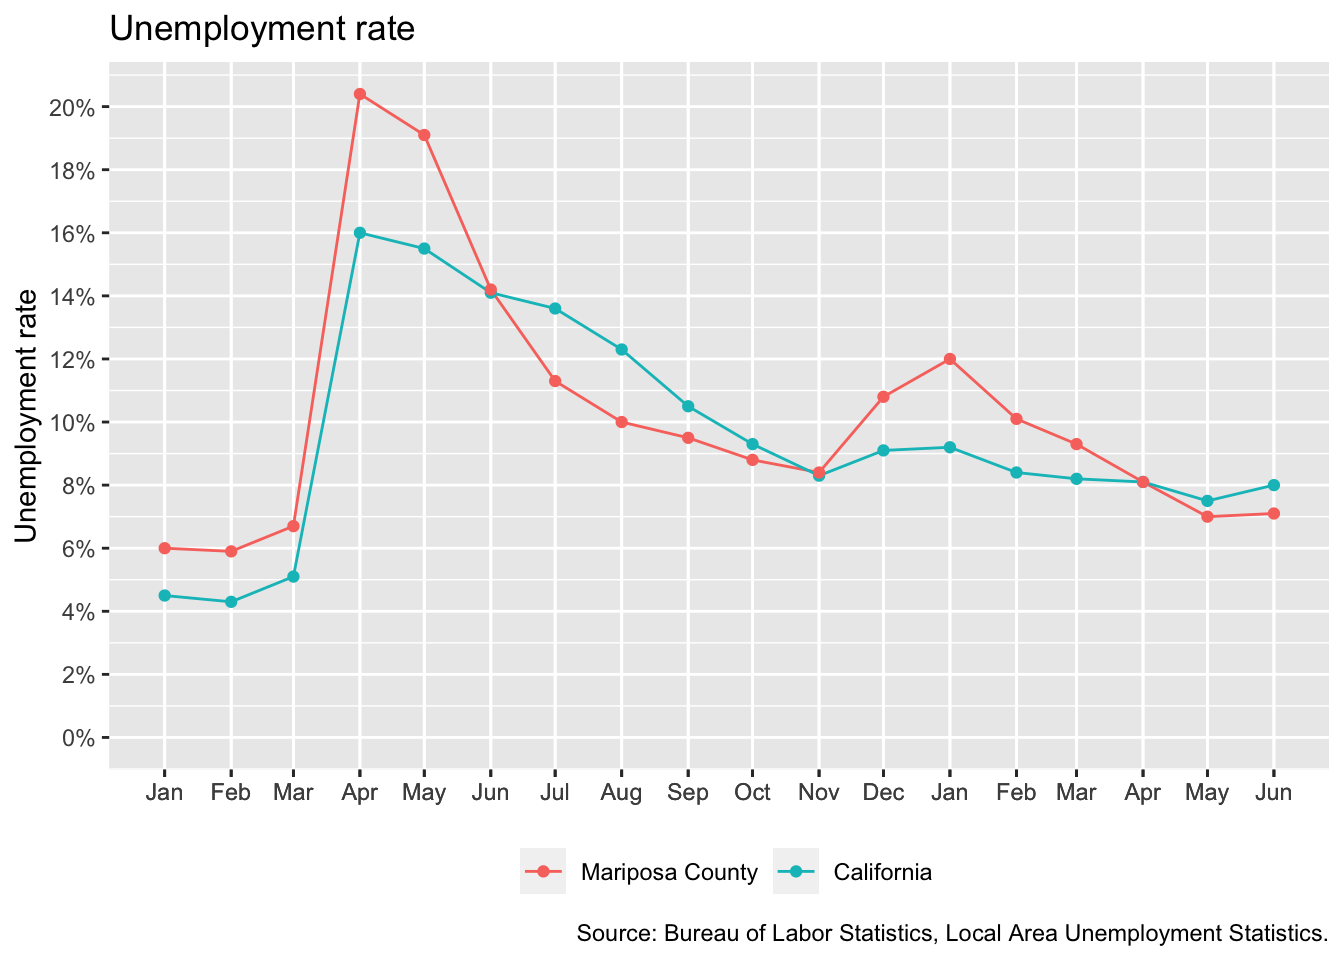 Unemployment rate
Unemployment rate
20%
18%
16%
14%
12%
10%
8%
6%
4%
2%
0%
Jan Feb Mar Apr May Jun Jul Aug Sep Oct Nov Dec Jan Feb Mar Apr May Jun
Mariposa County California
Source: Bureau of Labor Statistics, Local Area Unemployment Statistics.